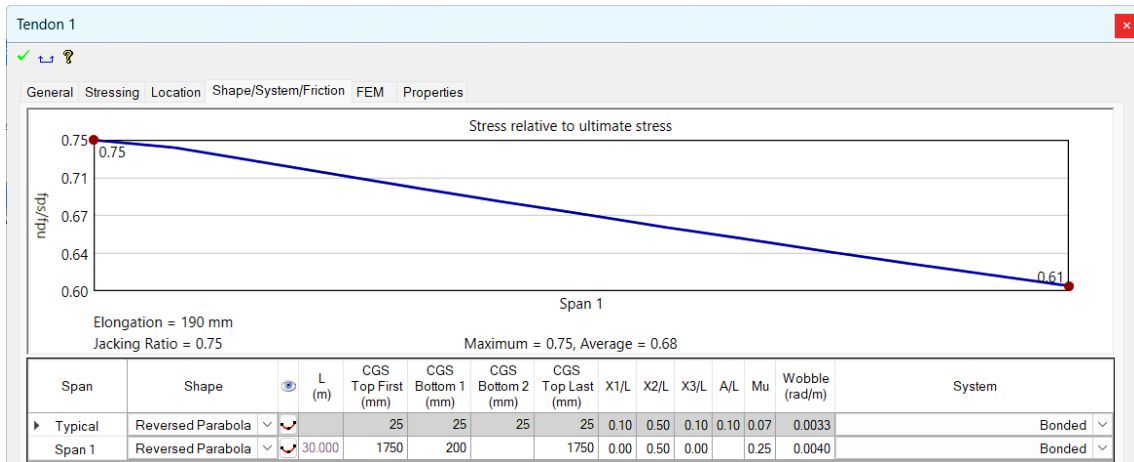 Tendon 1
General Stressing Location Shape/System/Friction FEM Properties
Stress relative to ultimate stress
0.75
0.75
0.71
0.67
0.64
0.60
fps/fpu
0.61
Span 1
Elongation = 190 mm
Jacking Ratio = 0.75 Maximum = 0.75, Average = 0.68
Span Shape L (m) CGS Top First (mm) CGS Bottom 1 (mm) CGS Bottom 2 (mm) CGS Top Last (mm) X1/L X2/L X3/L A/L Mu Wobble (rad/m) System
Typical Reversed Parabola 25 25 25 25 0.10 0.50 0.10 0.10 0.07 0.0033 Bonded
Span 1 Reversed Parabola 30.000 1750 200 1750 0.00 0.50 0.00 0.25 0.0040 Bonded